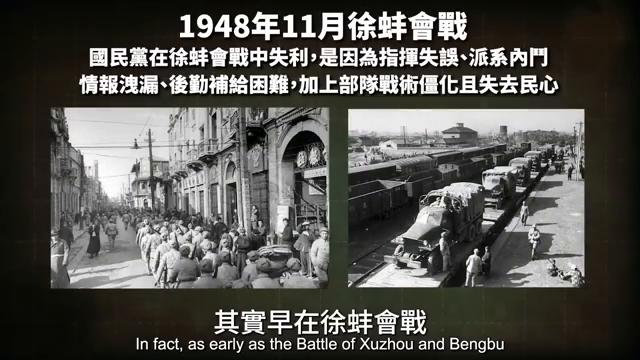 1948年11月徐蚌會戰
國民黨在徐蚌會戰中失利，是因為指揮失誤、派系內鬥
情報洩漏、後勤補給困難，加上部隊戰術僵化且失去民心
其實早在徐蚌會戰
In fact, as early as the Battle of Xuzhou and Bengbu